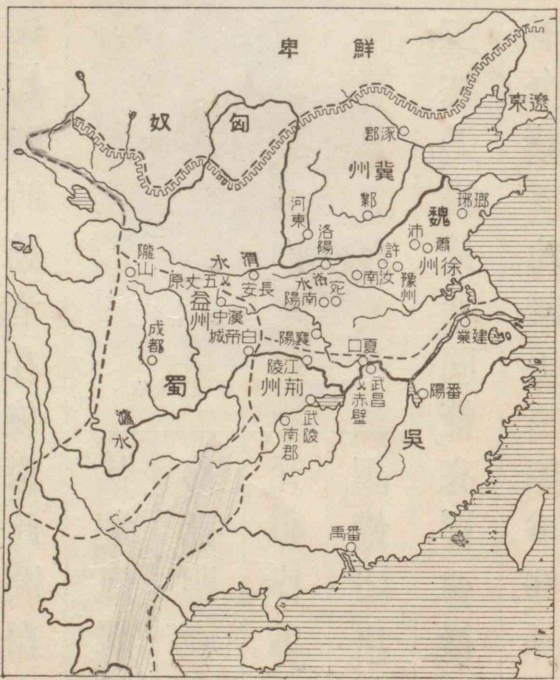 鮮卑
匈奴
遼東
涿郡
冀州
鄴
河東
魏
瑯琊
洛陽
沛
蕭
徐州
許
豫州
汝南
渭水
隴山
五丈原
長安
洛水
宛
南陽
益州
漢中
白帝城
襄陽
夏口
建業
成都
蜀
江陵
荊州
武昌
赤壁
番陽
瀘水
武陵
南郡
吳
番禺